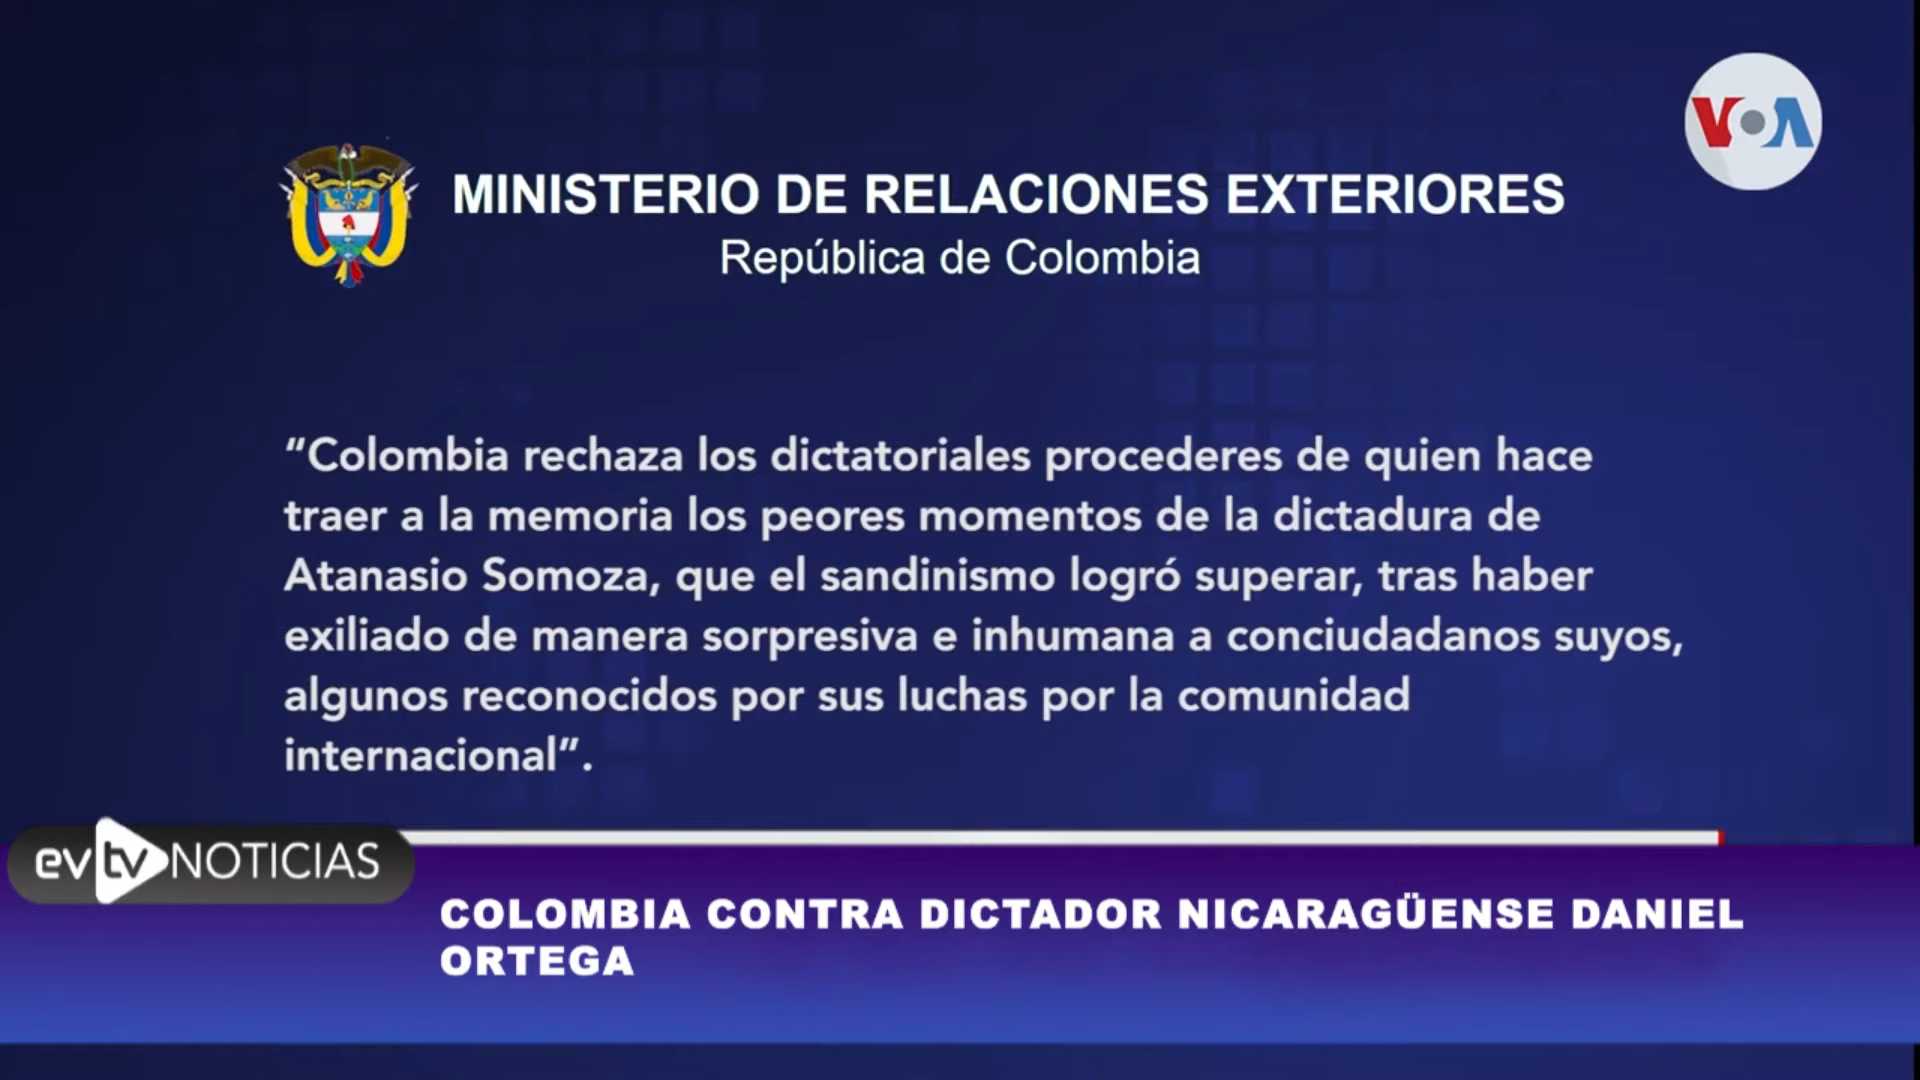 VOA
MINISTERIO DE RELACIONES EXTERIORES
República de Colombia
“Colombia rechaza los dictatoriales procederes de quien hace
traer a la memoria los peores momentos de la dictadura de
Atanasio Somoza, que el sandinismo logró superar, tras haber
exiliado de manera sorpresiva e inhumana a conciudadanos suyos,
algunos reconocidos por sus luchas por la comunidad
internacional”.
evtv NOTICIAS
COLOMBIA CONTRA DICTADOR NICARAGÜENSE DANIEL
ORTEGA